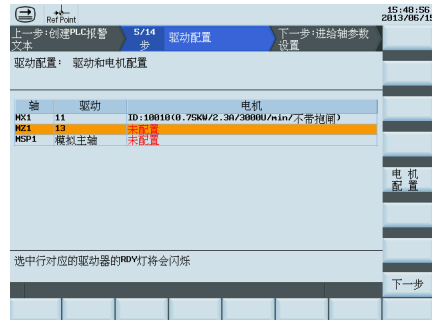 Ref Point
15:48:56
2013/06/15
上一步:创建PLC报警文本
5/14步
驱动配置
下一步:进给轴参数设置
驱动配置: 驱动和电机配置
轴 驱动 电机
MX1 11 ID:10010(0.75KW/2.3A/3000U/min/不带抱闸)
MZ1 13 未配置
MSP1 模拟主轴 未配置
电机配置
选中行对应的驱动器的RDY灯将会闪烁
下一步